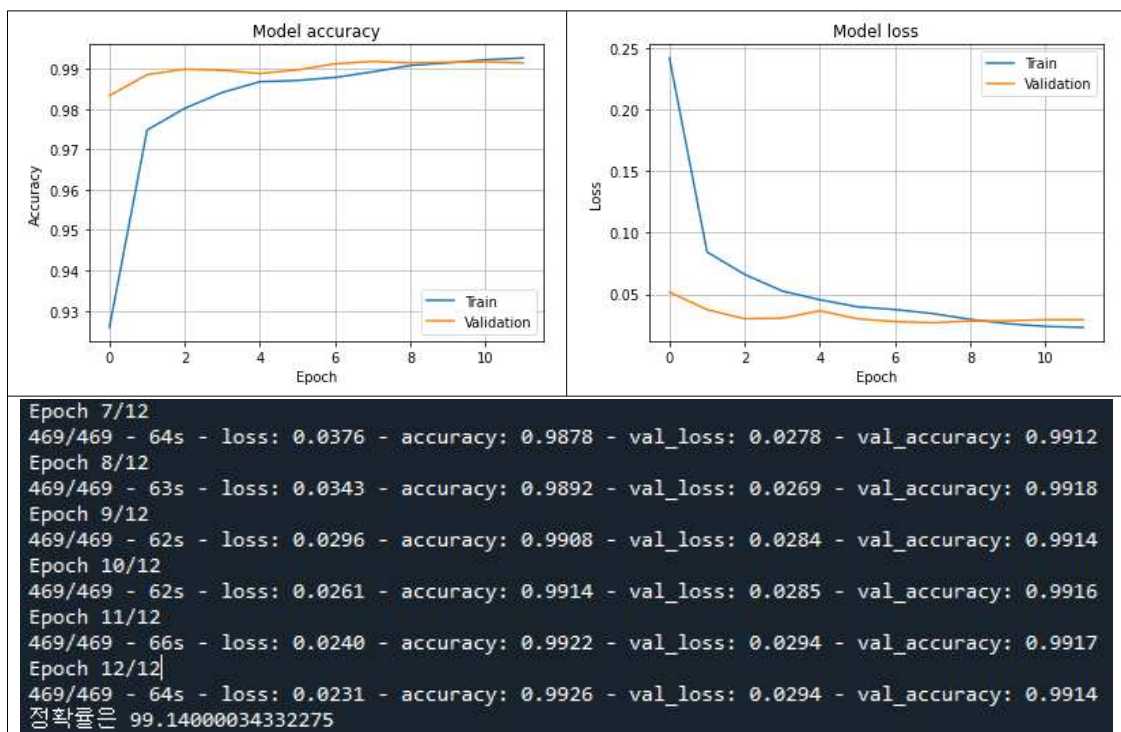 Model accuracy
0.99
0.98
0.97
0.96
0.95
0.94
0.93
Accuracy
0 2 4 6 8 10
Epoch
Train
Validation
Model loss
0.25
0.20
0.15
0.10
0.05
Loss
0 2 4 6 8 10
Epoch
Train
Validation
Epoch 7/12
469/469 - 64s - loss: 0.0376 - accuracy: 0.9878 - val_loss: 0.0278 - val_accuracy: 0.9912
Epoch 8/12
469/469 - 63s - loss: 0.0343 - accuracy: 0.9892 - val_loss: 0.0269 - val_accuracy: 0.9918
Epoch 9/12
469/469 - 62s - loss: 0.0296 - accuracy: 0.9908 - val_loss: 0.0284 - val_accuracy: 0.9914
Epoch 10/12
469/469 - 62s - loss: 0.0261 - accuracy: 0.9914 - val_loss: 0.0285 - val_accuracy: 0.9916
Epoch 11/12
469/469 - 66s - loss: 0.0240 - accuracy: 0.9922 - val_loss: 0.0294 - val_accuracy: 0.9917
Epoch 12/12
469/469 - 64s - loss: 0.0231 - accuracy: 0.9926 - val_loss: 0.0294 - val_accuracy: 0.9914
정확률은 99.14000034332275